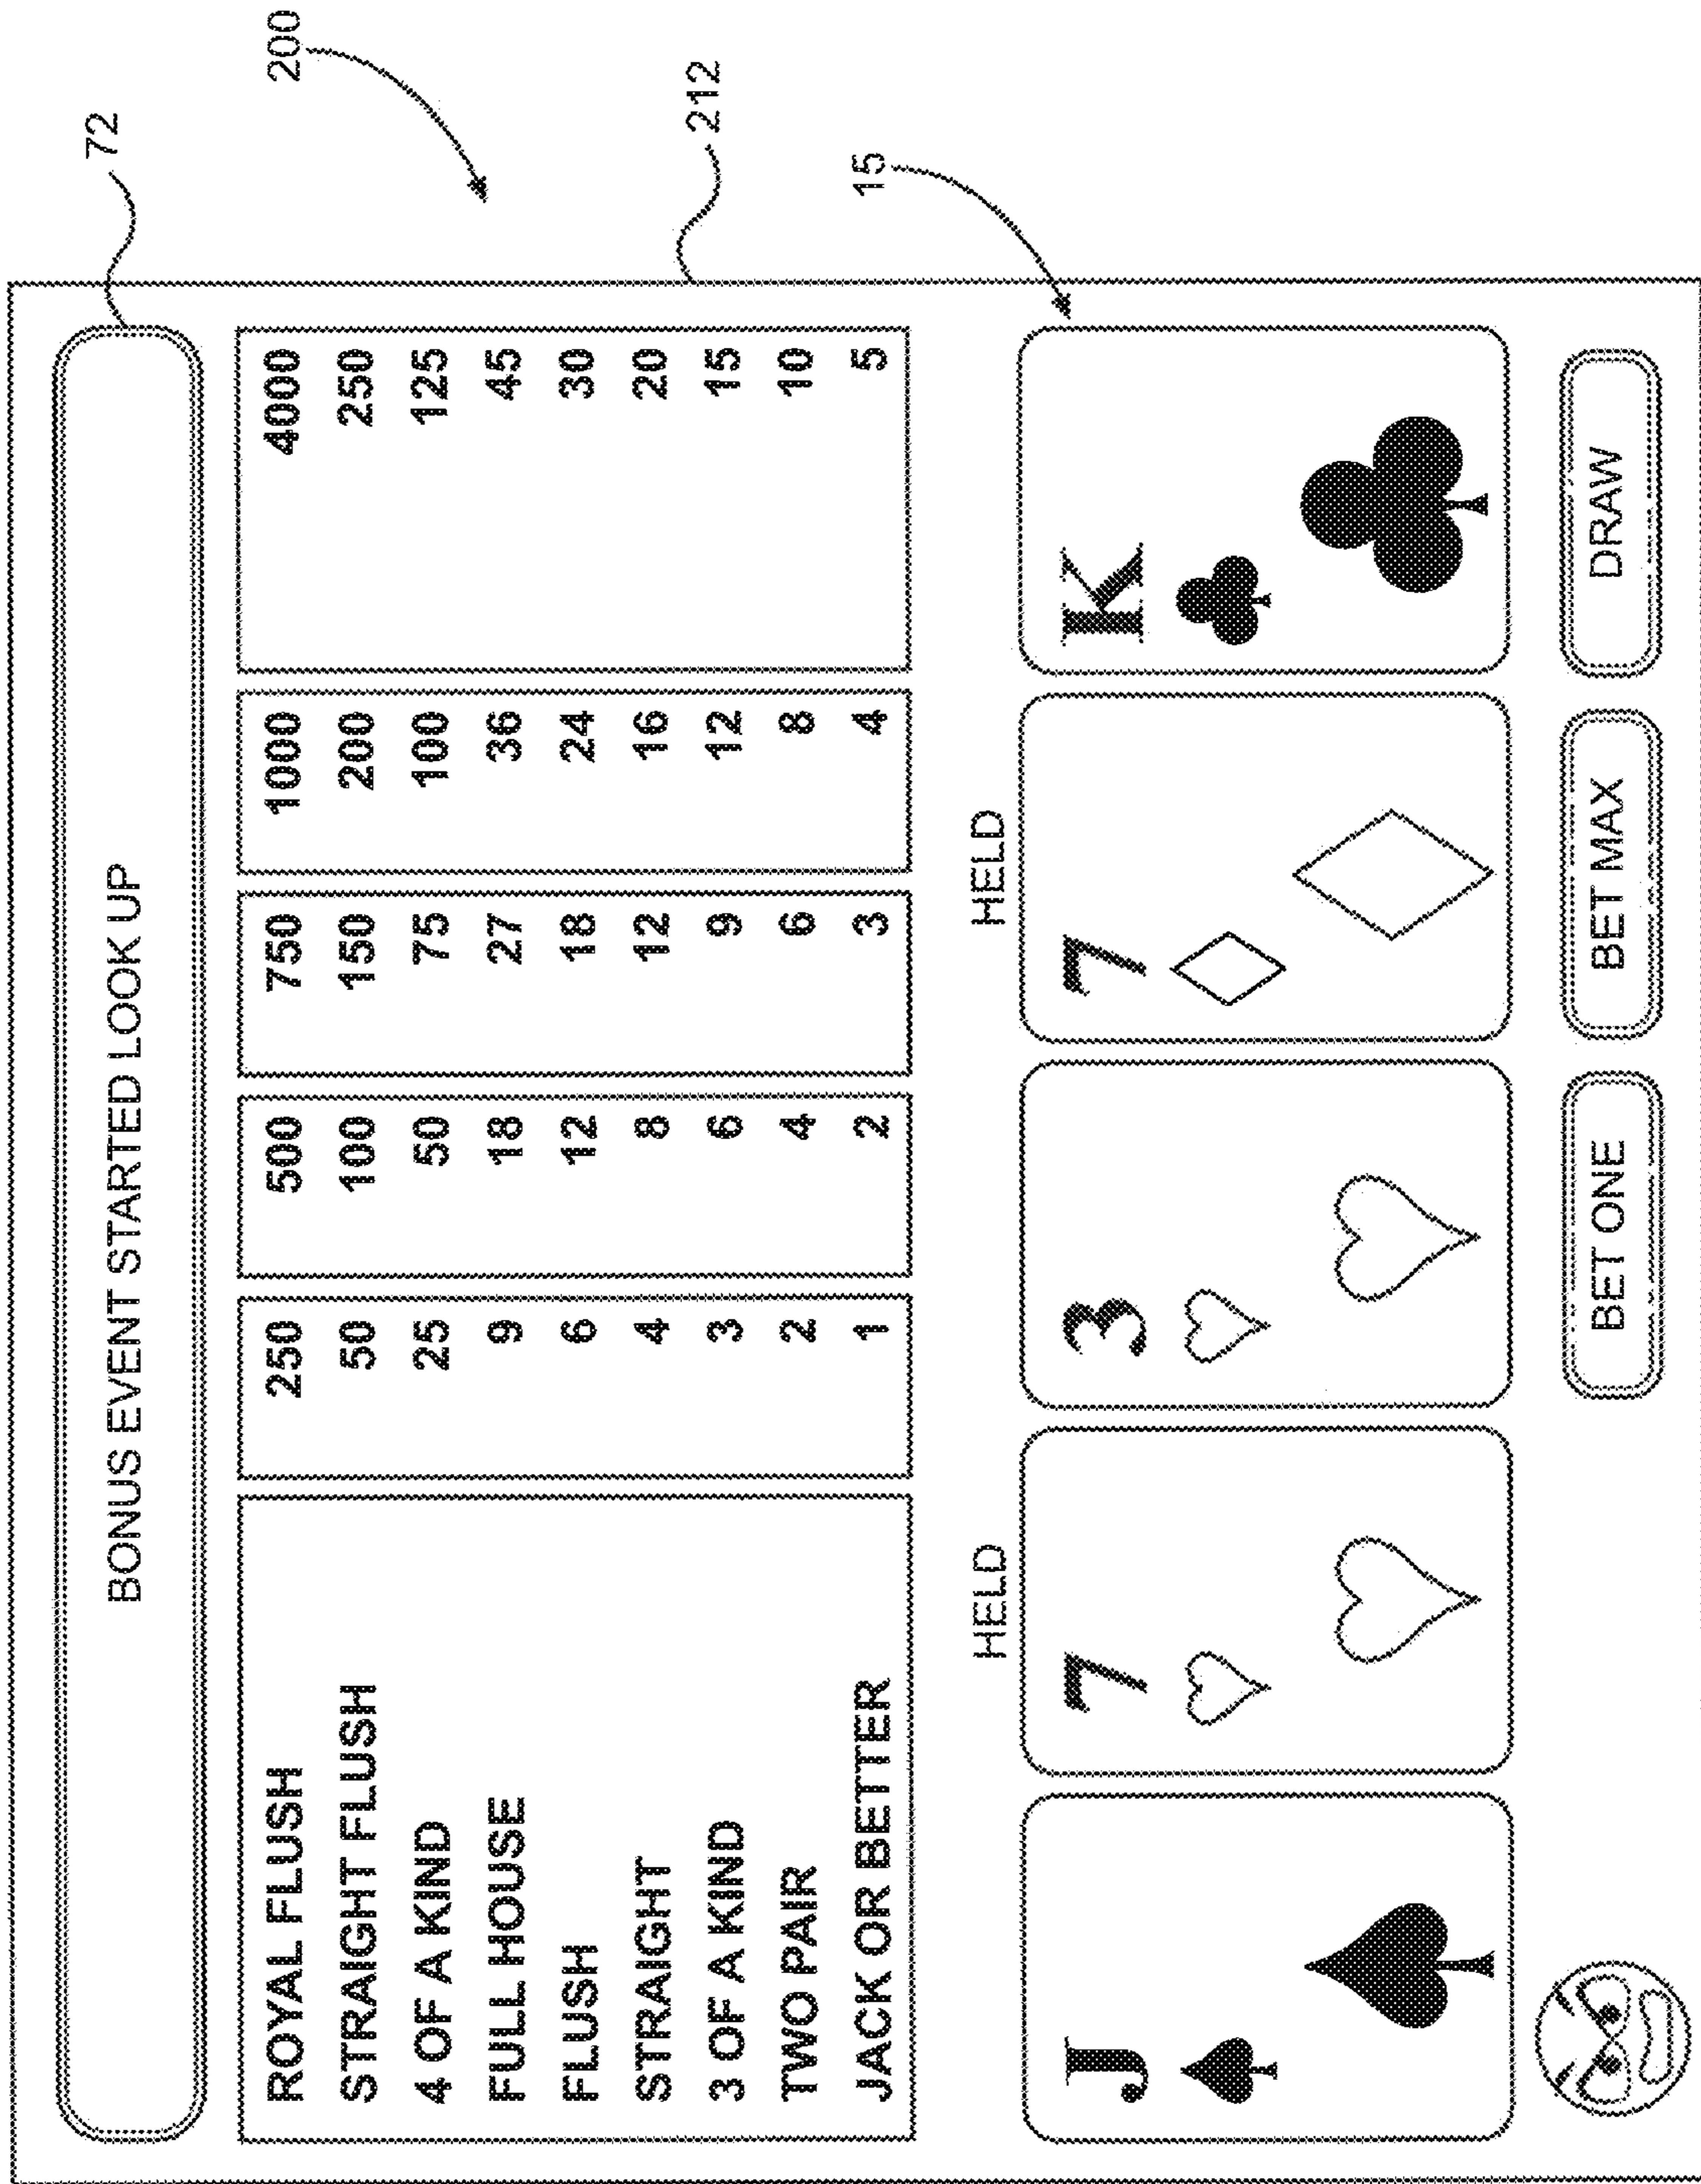 200
72
BONUS EVENT STARTED LOOK UP
ROYAL FLUSH 250 500 750 1000 4000
STRAIGHT FLUSH 50 100 150 200 250
4 OF A KIND 25 50 75 100 125
FULL HOUSE 9 18 27 36 45
FLUSH 6 12 18 24 30
STRAIGHT 4 8 12 16 20
3 OF A KIND 3 6 9 12 15
TWO PAIR 2 4 6 8 10
JACK OR BETTER 1 2 3 4 5
212
15
HELD HELD
J 7 3 7 K
BET ONE BET MAX DRAW